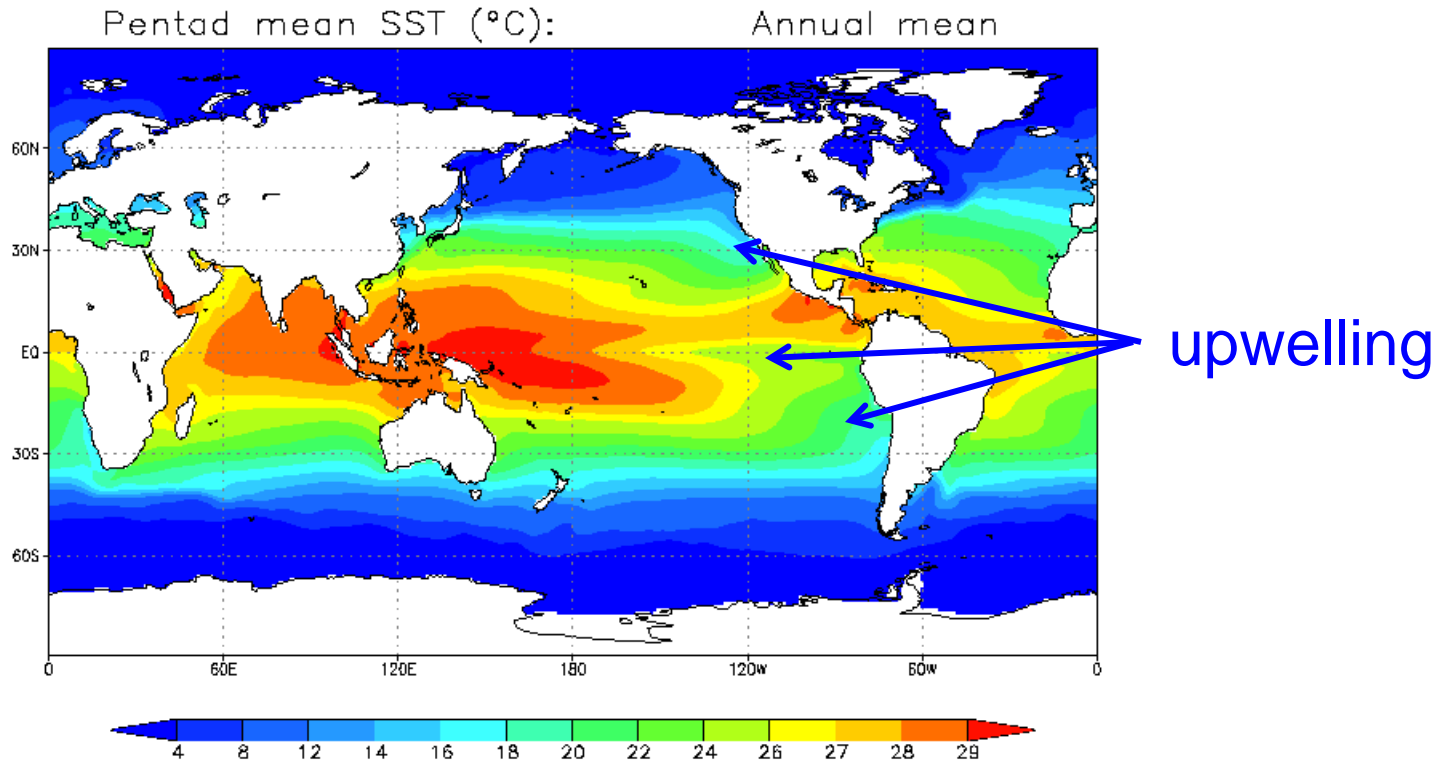 Pentad mean SST (°C): Annual mean
60N
30N
EQ
30S
60S
0 60E 120E 180 120W 60W 0
upwelling
4 8 12 14 16 18 20 22 24 26 27 28 29